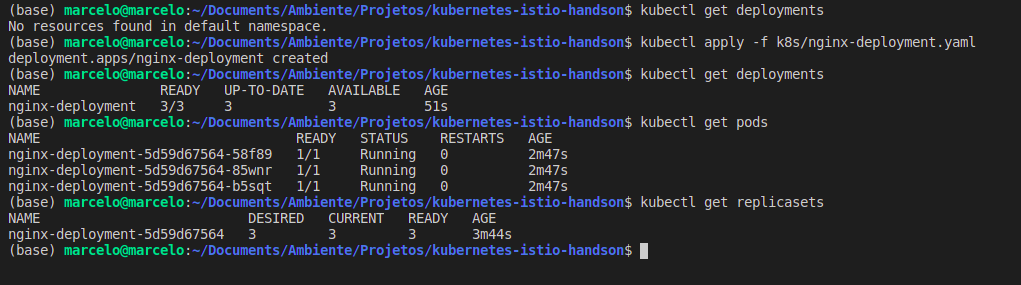 (base) marcelo@marcelo:~/Documents/Ambiente/Projetos/kubernetes-istio-handson$ kubectl get deployments
No resources found in default namespace.
(base) marcelo@marcelo:~/Documents/Ambiente/Projetos/kubernetes-istio-handson$ kubectl apply -f k8s/nginx-deployment.yaml
deployment.apps/nginx-deployment created
(base) marcelo@marcelo:~/Documents/Ambiente/Projetos/kubernetes-istio-handson$ kubectl get deployments
NAME               READY   UP-TO-DATE   AVAILABLE   AGE
nginx-deployment   3/3     3            3           51s
(base) marcelo@marcelo:~/Documents/Ambiente/Projetos/kubernetes-istio-handson$ kubectl get pods
NAME                                READY   STATUS    RESTARTS   AGE
nginx-deployment-5d59d67564-58f89   1/1     Running   0          2m47s
nginx-deployment-5d59d67564-85wnr   1/1     Running   0          2m47s
nginx-deployment-5d59d67564-b5sqt   1/1     Running   0          2m47s
(base) marcelo@marcelo:~/Documents/Ambiente/Projetos/kubernetes-istio-handson$ kubectl get replicasets
NAME                          DESIRED   CURRENT   READY   AGE
nginx-deployment-5d59d67564   3         3         3       3m44s
(base) marcelo@marcelo:~/Documents/Ambiente/Projetos/kubernetes-istio-handson$